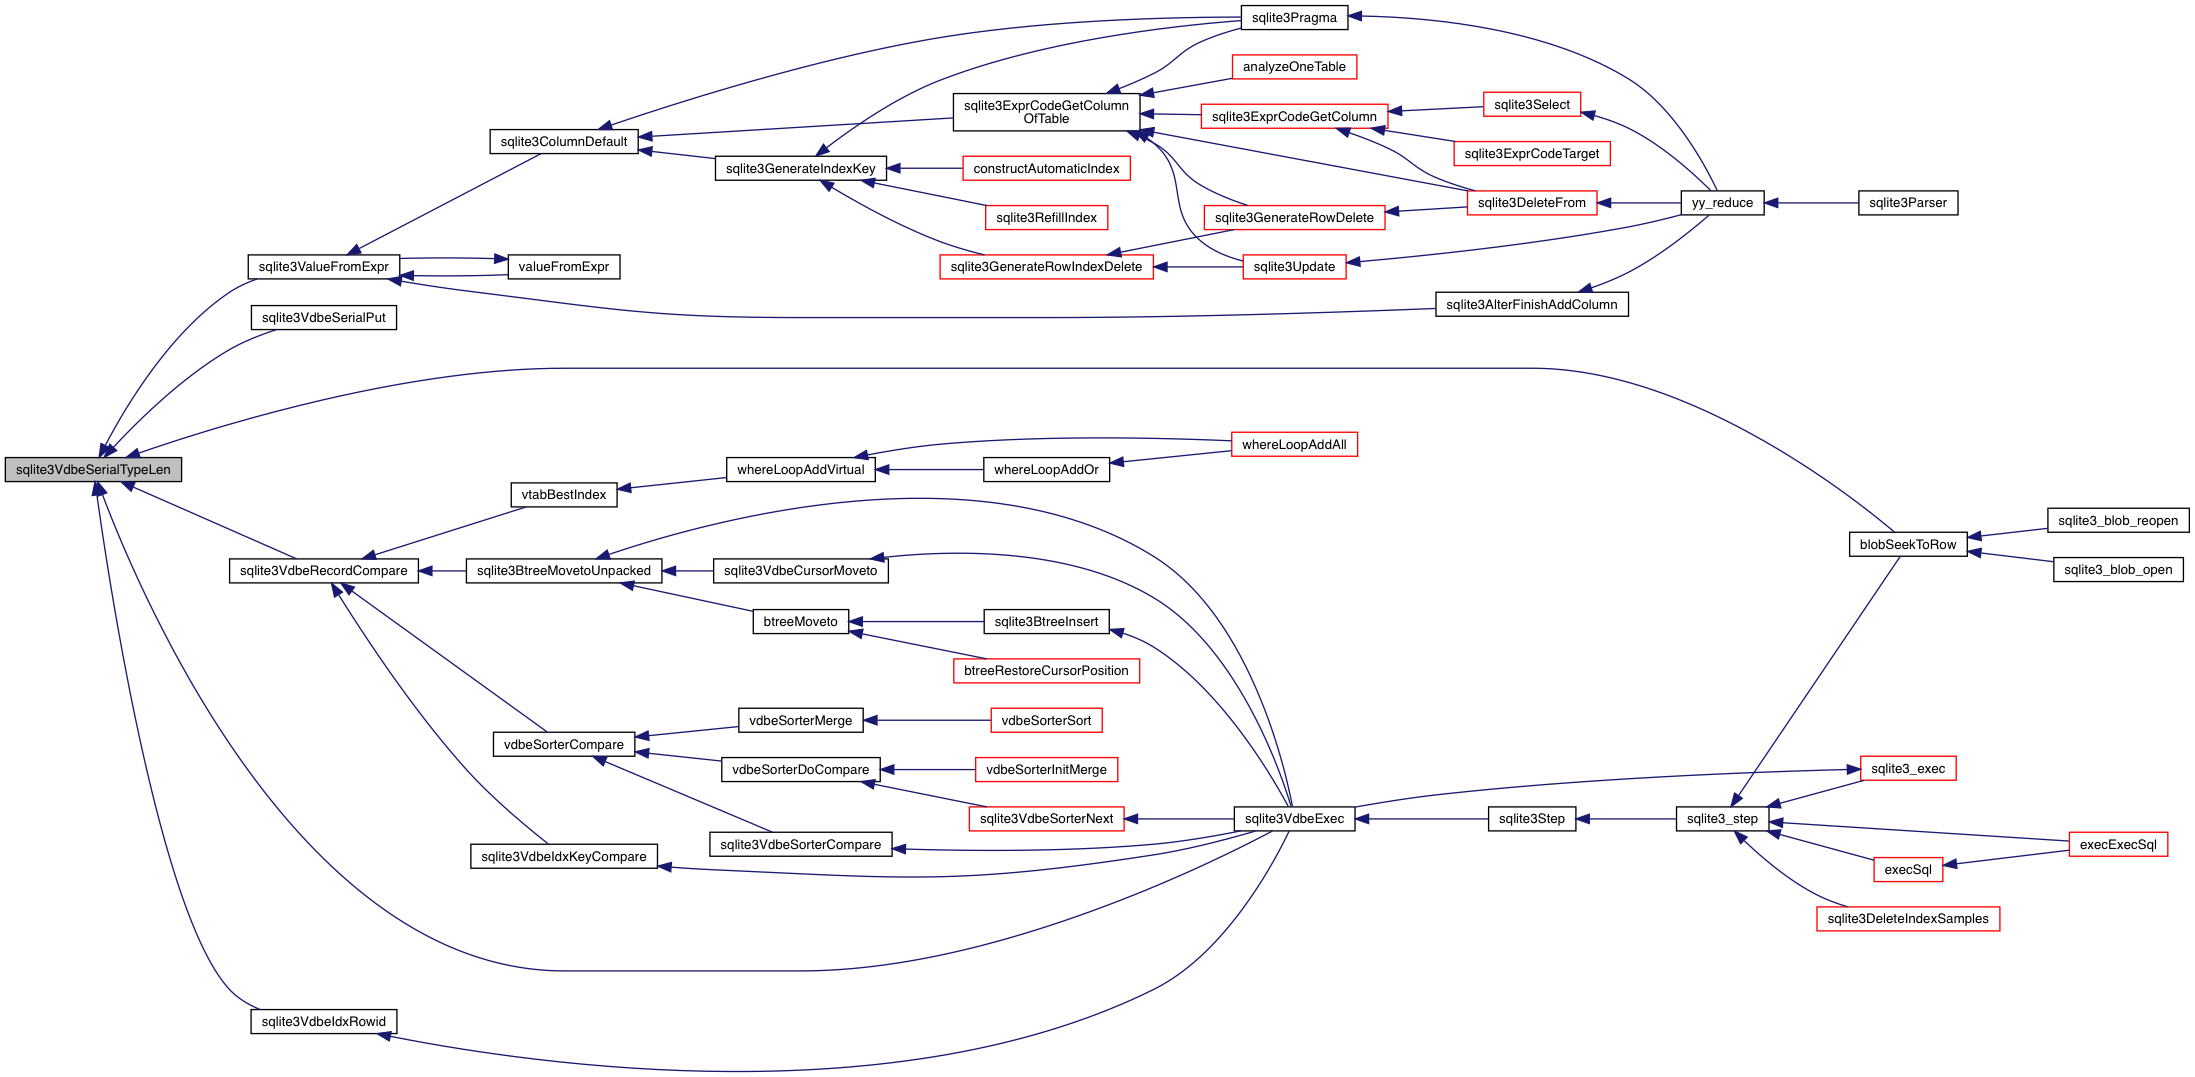 sqlite3Pragma
analyzeOneTable
sqlite3ExprCodeGetColumn
OfTable
sqlite3Select
sqlite3ExprCodeGetColumn
sqlite3ColumnDefault
sqlite3ExprCodeTarget
sqlite3GenerateIndexKey
constructAutomaticIndex
sqlite3DeleteFrom
yy_reduce
sqlite3Parser
sqlite3RefillIndex
sqlite3GenerateRowDelete
sqlite3ValueFromExpr
valueFromExpr
sqlite3GenerateRowIndexDelete
sqlite3Update
sqlite3AlterFinishAddColumn
sqlite3VdbeSerialPut
whereLoopAddAll
sqlite3VdbeSerialTypeLen
whereLoopAddVirtual
whereLoopAddOr
vtabBestIndex
sqlite3_blob_reopen
blobSeekToRow
sqlite3_blob_open
sqlite3VdbeRecordCompare
sqlite3BtreeMovetoUnpacked
sqlite3VdbeCursorMoveto
btreeMoveto
sqlite3BtreeInsert
btreeRestoreCursorPosition
vdbeSorterMerge
vdbeSorterSort
vdbeSorterCompare
vdbeSorterDoCompare
vdbeSorterInitMerge
sqlite3_exec
sqlite3VdbeSorterNext
sqlite3VdbeExec
sqlite3Step
sqlite3_step
sqlite3VdbeSorterCompare
execExecSql
sqlite3VdbeIdxKeyCompare
execSql
sqlite3DeleteIndexSamples
sqlite3VdbeIdxRowid